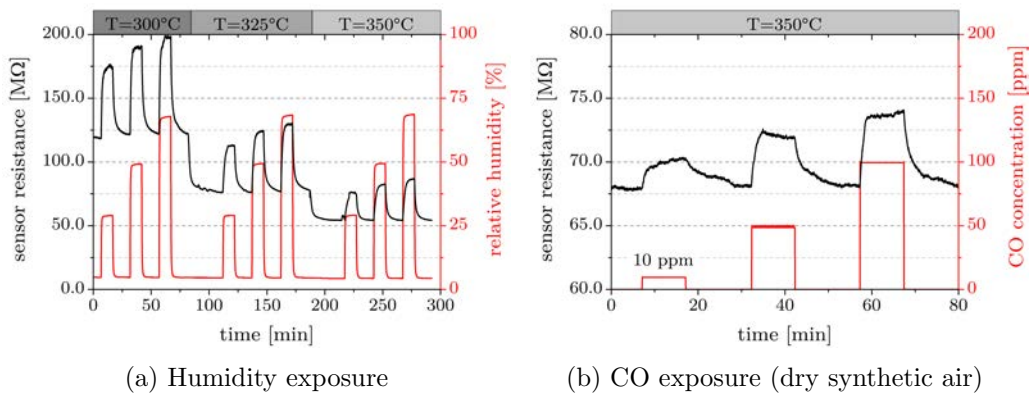 T=300°C T=325°C T=350°C
200.0 100
150.0 75
100.0 50
50.0 25
0.0 0
0 50 100 150 200 250 300
sensor resistance [MΩ]
relative humidity [%]
time [min]
(a) Humidity exposure
T=350°C
80.0 200
75.0 150
70.0 100
65.0 50
60.0 0
10 ppm
0 20 40 60 80
sensor resistance [MΩ]
CO concentration [ppm]
time [min]
(b) CO exposure (dry synthetic air)